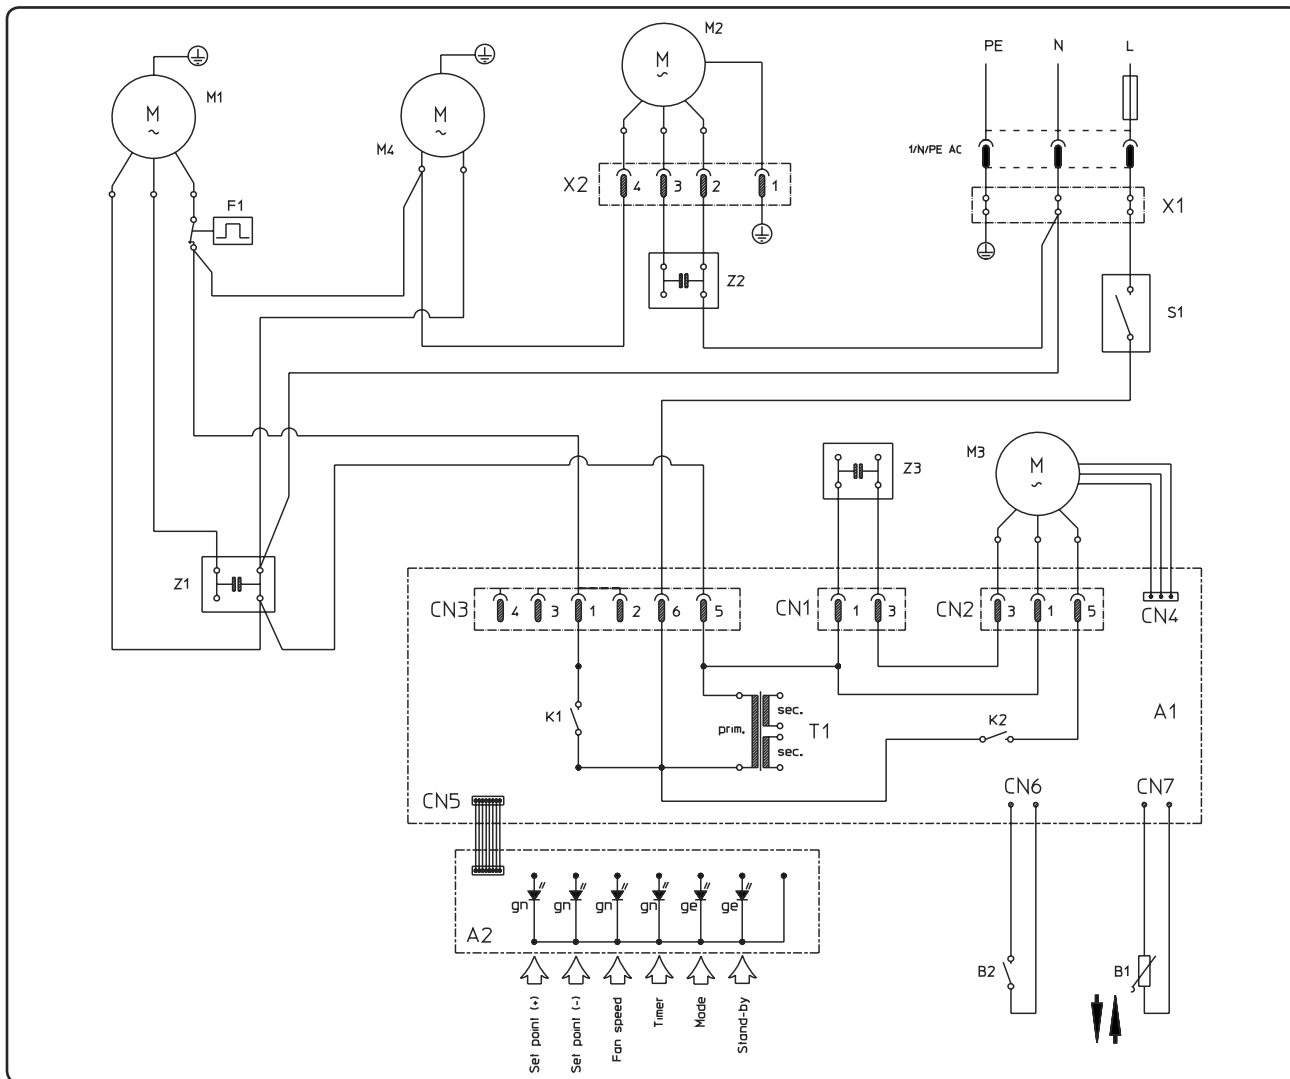 M2
PE N L
M
~
M1
M
~
M4
M
~
1/N/PE AC
X2
4 3 2 1
X1
F1
Z2
S1
M3
M
~
Z3
Z1
CN3
4 3 1 2 6 5
CN1
1 3
CN2
3 1 5
CN4
K1
prim.
sec.
sec.
T1
K2
A1
CN5
CN6
CN7
gn gn gn gn ge ge
A2
B2
B1
Set point (+)
Set point (-)
Fan speed
Timer
Mode
Stand-by